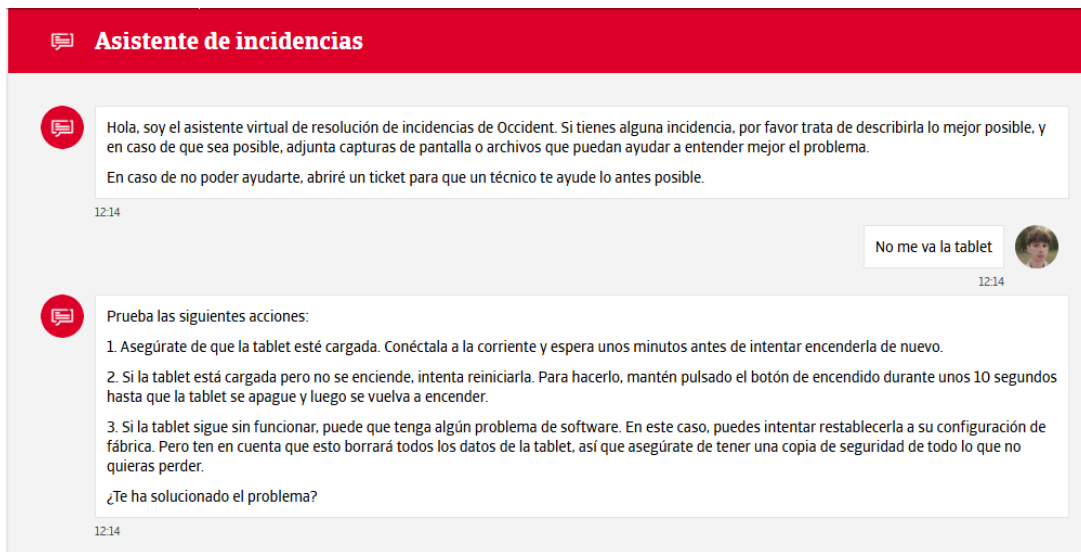 Asistente de incidencias
Hola, soy el asistente virtual de resolución de incidencias de Occident. Si tienes alguna incidencia, por favor trata de describirla lo mejor posible, y
en caso de que sea posible, adjunta capturas de pantalla o archivos que puedan ayudar a entender mejor el problema.
En caso de no poder ayudarte, abriré un ticket para que un técnico te ayude lo antes posible.
12:14
No me va la tablet
12:14
Prueba las siguientes acciones:
1. Asegúrate de que la tablet esté cargada. Conéctala a la corriente y espera unos minutos antes de intentar encenderla de nuevo.
2. Si la tablet está cargada pero no se enciende, intenta reiniciarla. Para hacerlo, mantén pulsado el botón de encendido durante unos 10 segundos
hasta que la tablet se apague y luego se vuelva a encender.
3. Si la tablet sigue sin funcionar, puede que tenga algún problema de software. En este caso, puedes intentar restablecerla a su configuración de
fábrica. Pero ten en cuenta que esto borrará todos los datos de la tablet, así que asegúrate de tener una copia de seguridad de todo lo que no
quieras perder.
¿Te ha solucionado el problema?
12:14